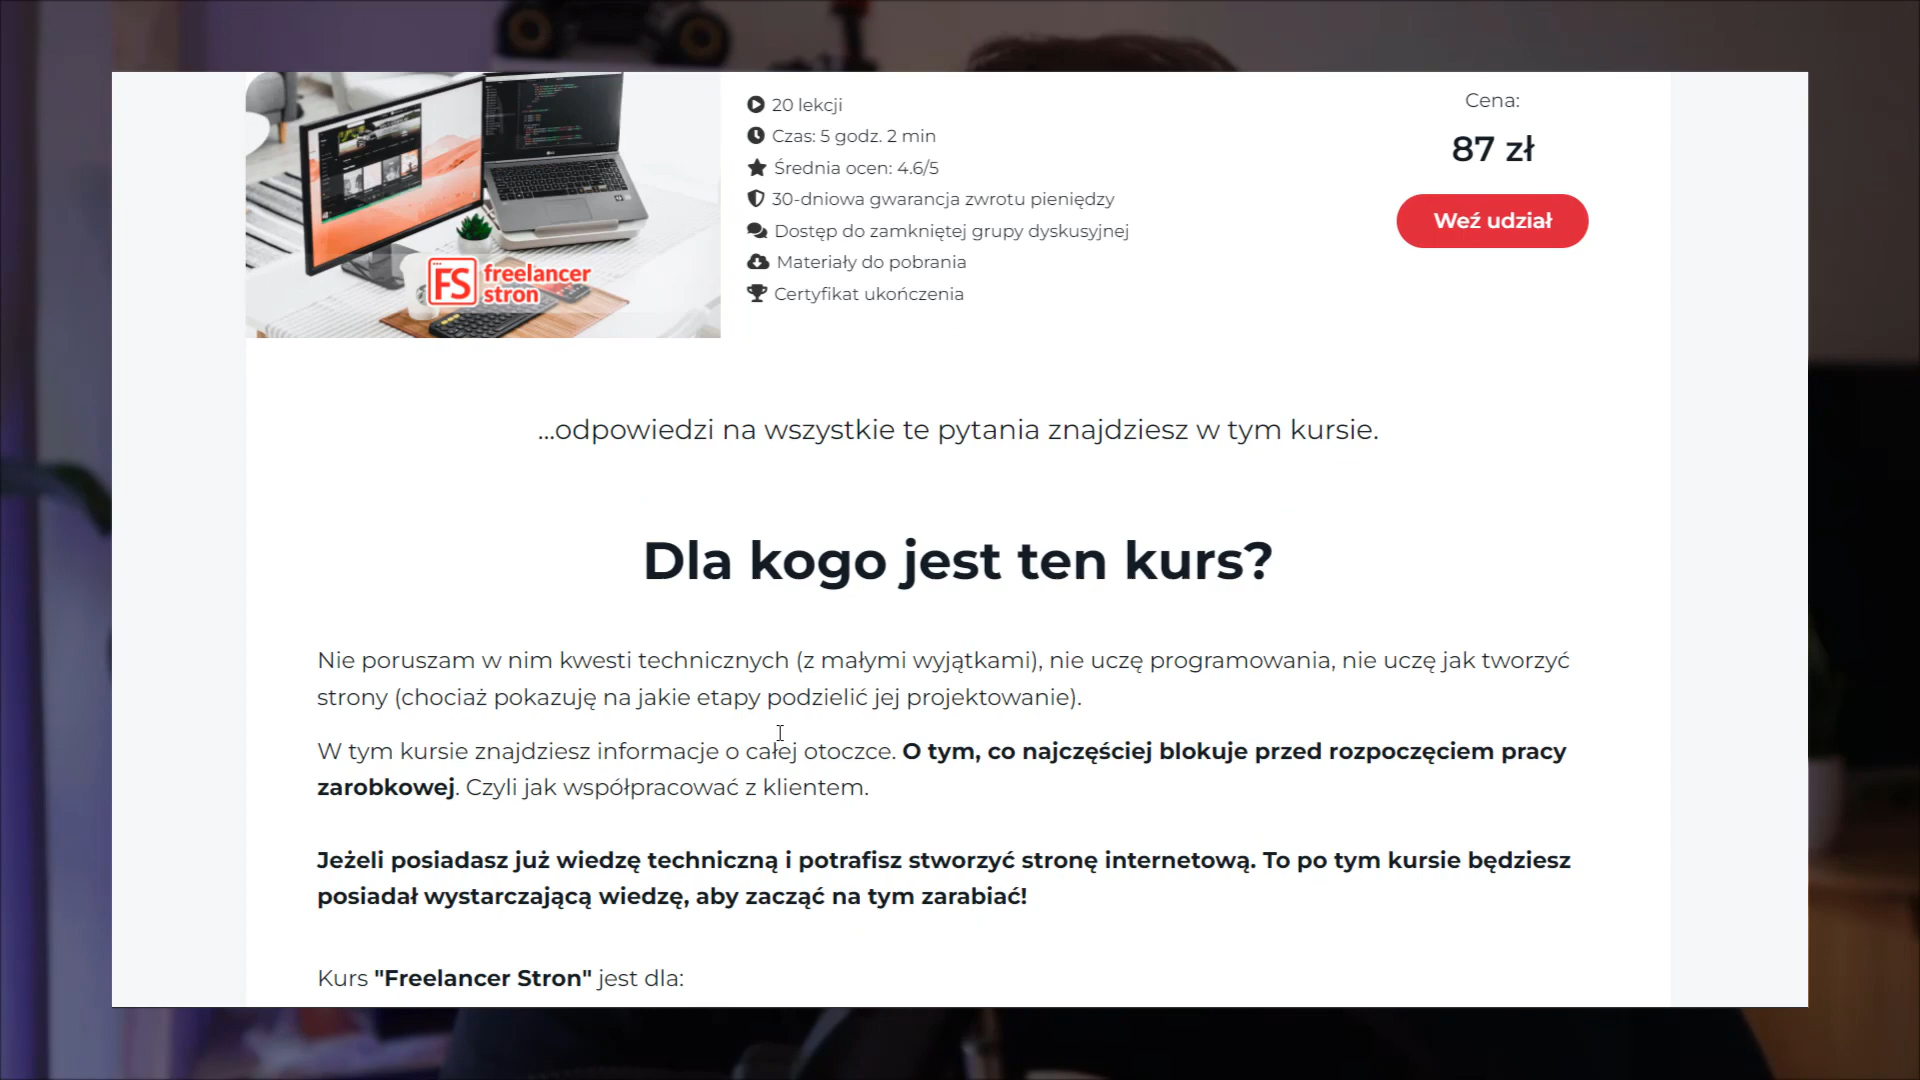 20 lekcji
Czas: 5 godz. 2 min
Średnia ocen: 4.6/5
30-dniowa gwarancja zwrotu pieniędzy
Dostęp do zamkniętej grupy dyskusyjnej
Materiały do pobrania
Certyfikat ukończenia
Cena:
87 zł
Weź udział
FS freelancer
stron
...odpowiedzi na wszystkie te pytania znajdziesz w tym kursie.
Dla kogo jest ten kurs?
Nie poruszam w nim kwesti technicznych (z małymi wyjątkami), nie uczę programowania, nie uczę jak tworzyć
strony (chociaż pokazuję na jakie etapy podzielić jej projektowanie).
W tym kursie znajdziesz informacje o całej otoczce. O tym, co najczęściej blokuje przed rozpoczęciem pracy
zarobkowej. Czyli jak współpracować z klientem.
Jeżeli posiadasz już wiedzę techniczną i potrafisz stworzyć stronę internetową. To po tym kursie będziesz
posiadał wystarczającą wiedzę, aby zacząć na tym zarabiać!
Kurs "Freelancer Stron" jest dla: